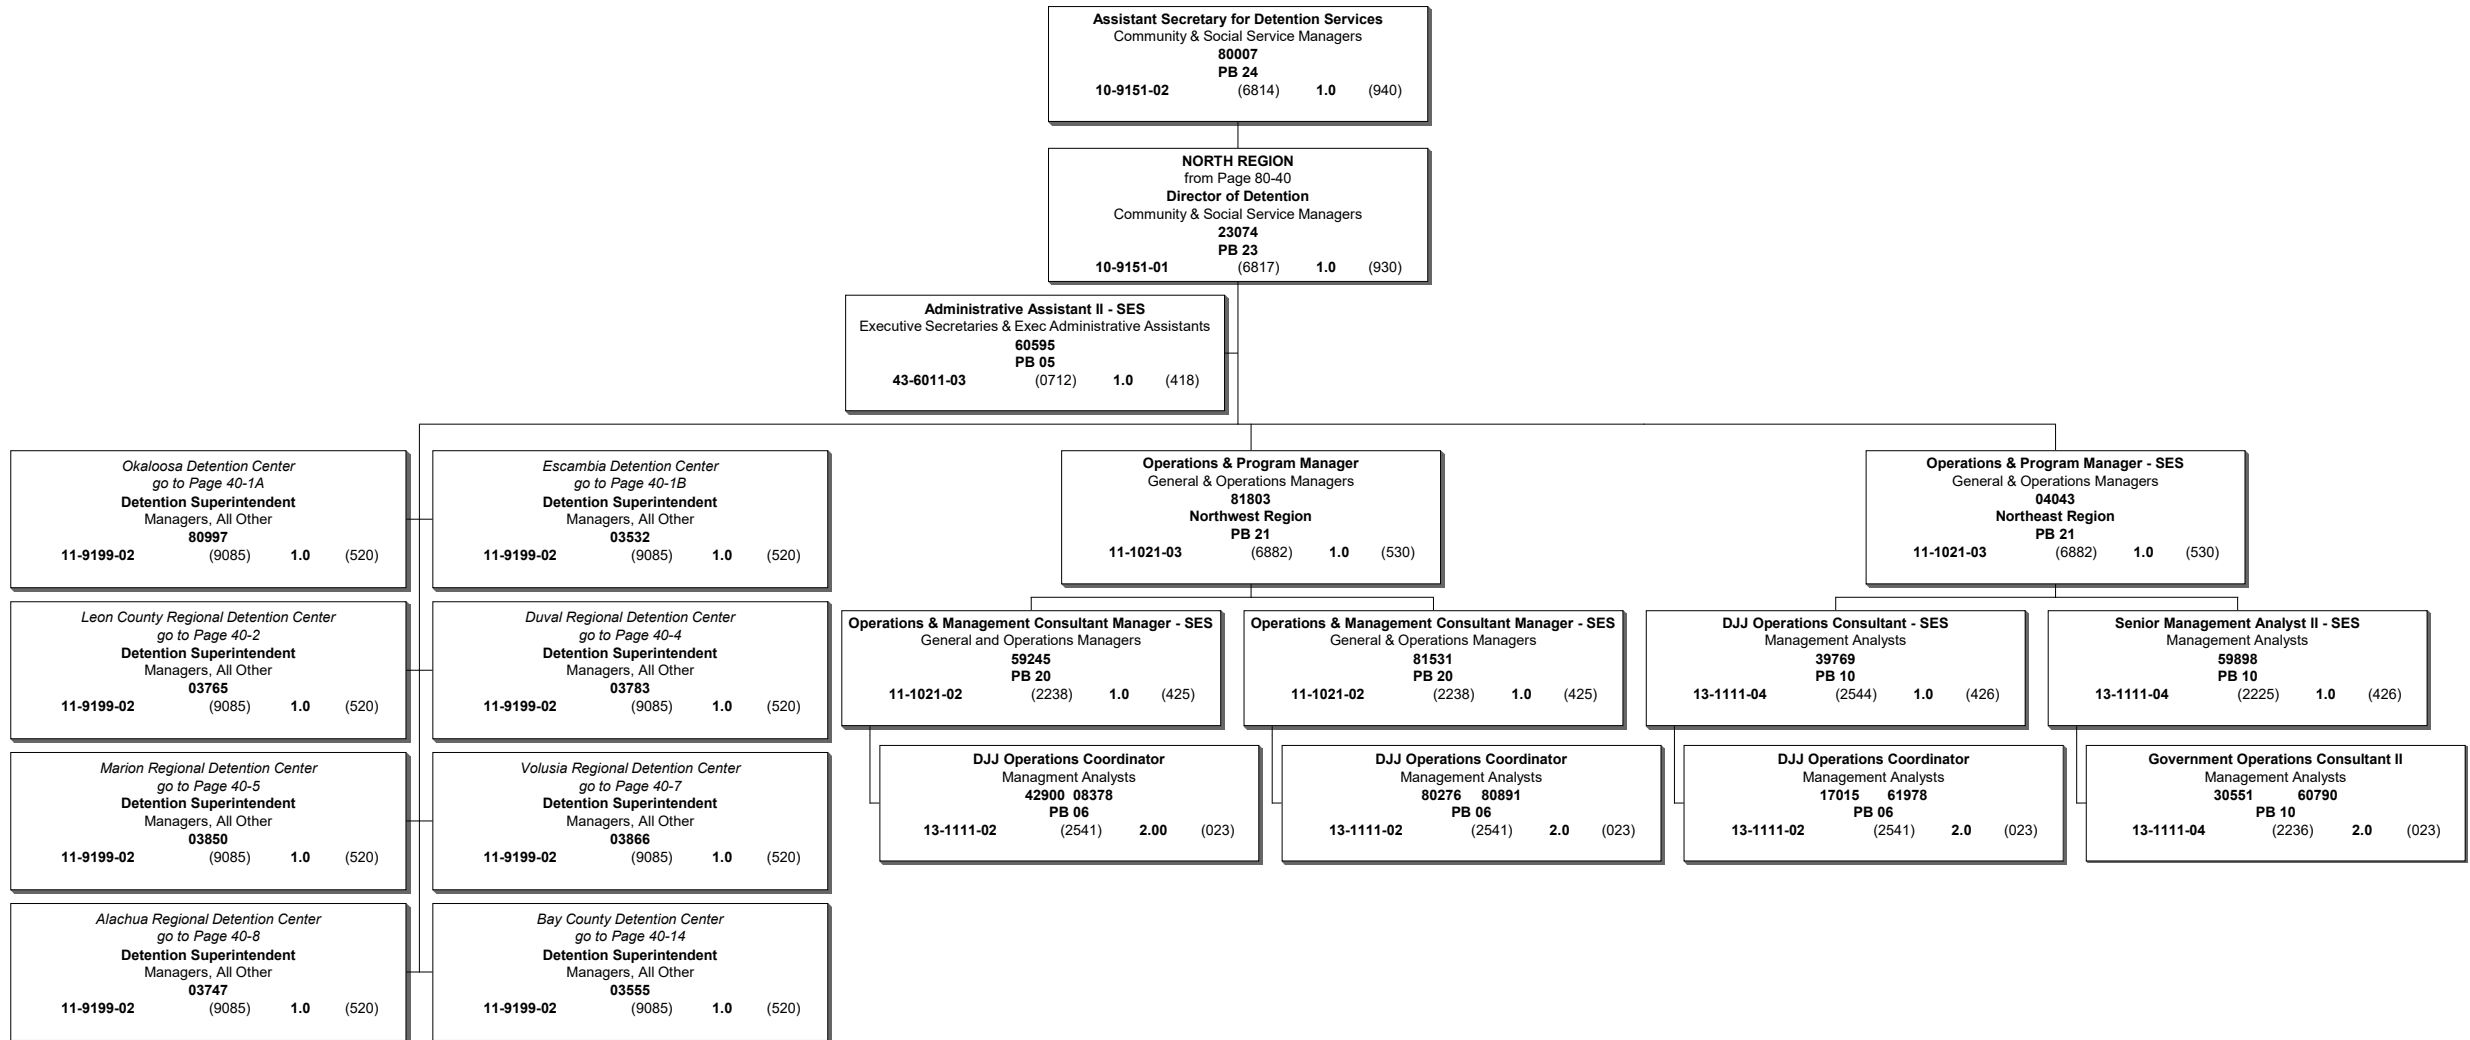 Assistant Secretary for Detention Services
Community & Social Service Managers
80007
PB 24
10-9151-02 (6814) 1.0 (940)
NORTH REGION
from Page 80-40
Director of Detention
Community & Social Service Managers
23074
PB 23
10-9151-01 (6817) 1.0 (930)
Administrative Assistant II - SES
Executive Secretaries & Exec Administrative Assistants
60595
PB 05
43-6011-03 (0712) 1.0 (418)
Okaloosa Detention Center
go to Page 40-1A
Detention Superintendent
Managers, All Other
80997
11-9199-02 (9085) 1.0 (520)
Escambia Detention Center
go to Page 40-1B
Detention Superintendent
Managers, All Other
03532
11-9199-02 (9085) 1.0 (520)
Operations & Program Manager
General & Operations Managers
81803
Northwest Region
PB 21
11-1021-03 (6882) 1.0 (530)
Operations & Program Manager - SES
General & Operations Managers
04043
Northeast Region
PB 21
11-1021-03 (6882) 1.0 (530)
Leon County Regional Detention Center
go to Page 40-2
Detention Superintendent
Managers, All Other
03765
11-9199-02 (9085) 1.0 (520)
Duval Regional Detention Center
go to Page 40-4
Detention Superintendent
Managers, All Other
03783
11-9199-02 (9085) 1.0 (520)
Operations & Management Consultant Manager - SES
General and Operations Managers
59245
PB 20
11-1021-02 (2238) 1.0 (425)
Operations & Management Consultant Manager - SES
General & Operations Managers
81531
PB 20
11-1021-02 (2238) 1.0 (425)
DJJ Operations Consultant - SES
Management Analysts
39769
PB 10
13-1111-04 (2544) 1.0 (426)
Senior Management Analyst II - SES
Management Analysts
59898
PB 10
13-1111-04 (2225) 1.0 (426)
Marion Regional Detention Center
go to Page 40-5
Detention Superintendent
Managers, All Other
03850
11-9199-02 (9085) 1.0 (520)
Volusia Regional Detention Center
go to Page 40-7
Detention Superintendent
Managers, All Other
03866
11-9199-02 (9085) 1.0 (520)
DJJ Operations Coordinator
Managment Analysts
42900 08378
PB 06
13-1111-02 (2541) 2.00 (023)
DJJ Operations Coordinator
Management Analysts
80276 80891
PB 06
13-1111-02 (2541) 2.0 (023)
DJJ Operations Coordinator
Management Analysts
17015 61978
PB 06
13-1111-02 (2541) 2.0 (023)
Government Operations Consultant II
Management Analysts
30551 60790
PB 10
13-1111-04 (2236) 2.0 (023)
Alachua Regional Detention Center
go to Page 40-8
Detention Superintendent
Managers, All Other
03747
11-9199-02 (9085) 1.0 (520)
Bay County Detention Center
go to Page 40-14
Detention Superintendent
Managers, All Other
03555
11-9199-02 (9085) 1.0 (520)